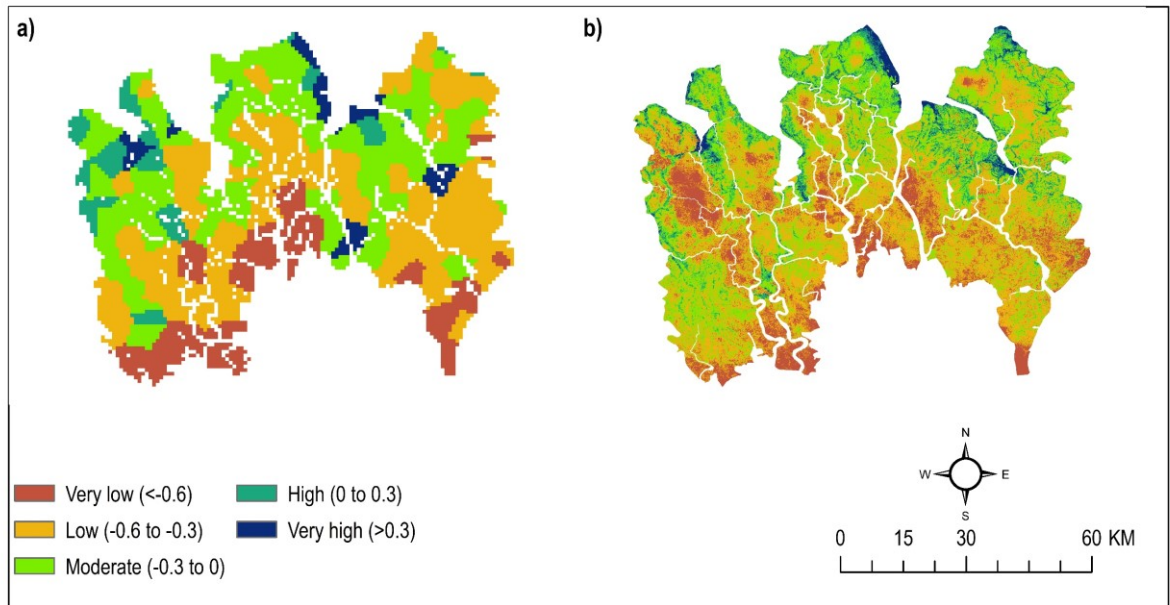 a)
b)
Very low (<-0.6)
High (0 to 0.3)
Low (-0.6 to -0.3)
Very high (>0.3)
Moderate (-0.3 to 0)
N
W E
S
0 15 30 60 KM